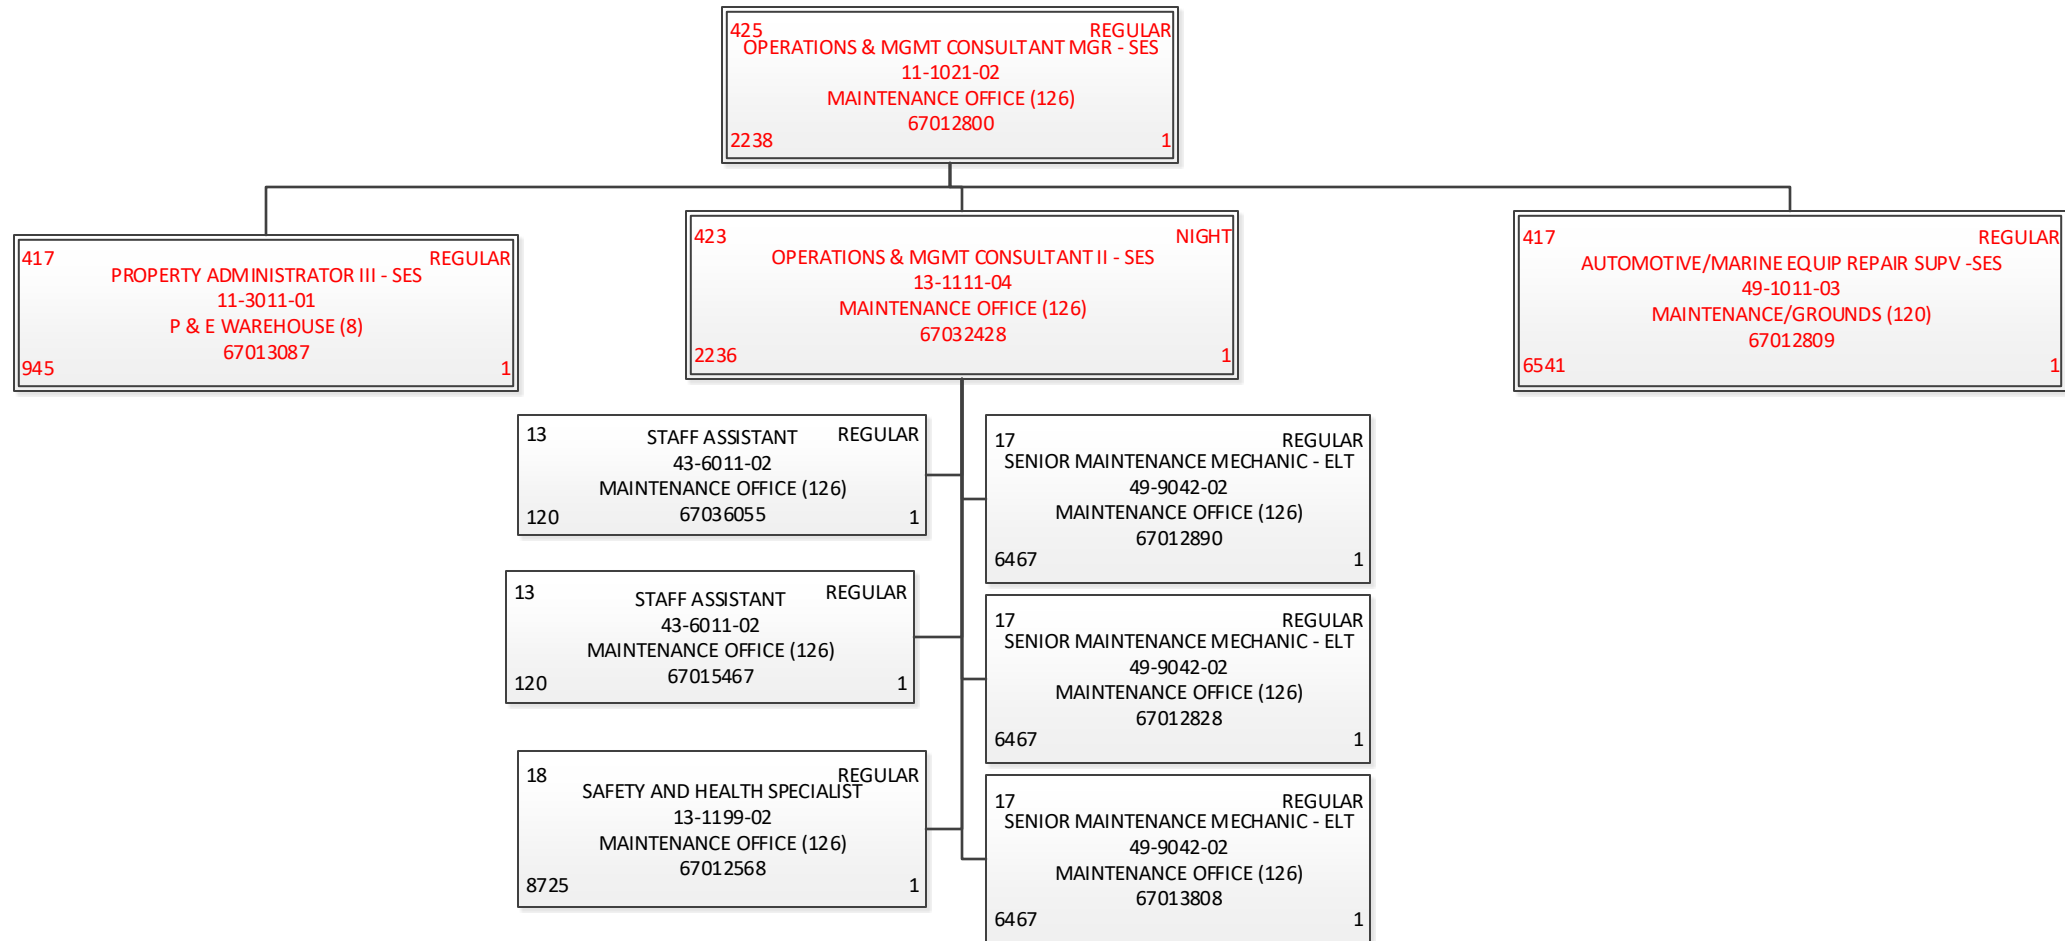 425 REGULAR
OPERATIONS & MGMT CONSULTANT MGR - SES
11-1021-02
MAINTENANCE OFFICE (126)
67012800
2238 1
417 REGULAR
PROPERTY ADMINISTRATOR III - SES
11-3011-01
P & E WAREHOUSE (8)
67013087
945 1
423 NIGHT
OPERATIONS & MGMT CONSULTANT II - SES
13-1111-04
MAINTENANCE OFFICE (126)
67032428
2236 1
417 REGULAR
AUTOMOTIVE/MARINE EQUIP REPAIR SUPV -SES
49-1011-03
MAINTENANCE/GROUNDS (120)
67012809
6541 1
13 STAFF ASSISTANT REGULAR
43-6011-02
MAINTENANCE OFFICE (126)
67036055
120 1
17 REGULAR
SENIOR MAINTENANCE MECHANIC - ELT
49-9042-02
MAINTENANCE OFFICE (126)
67012890
6467 1
13 STAFF ASSISTANT REGULAR
43-6011-02
MAINTENANCE OFFICE (126)
67015467
120 1
17 REGULAR
SENIOR MAINTENANCE MECHANIC - ELT
49-9042-02
MAINTENANCE OFFICE (126)
67012828
6467 1
18 REGULAR
SAFETY AND HEALTH SPECIALIST
13-1199-02
MAINTENANCE OFFICE (126)
67012568
8725 1
17 REGULAR
SENIOR MAINTENANCE MECHANIC - ELT
49-9042-02
MAINTENANCE OFFICE (126)
67013808
6467 1